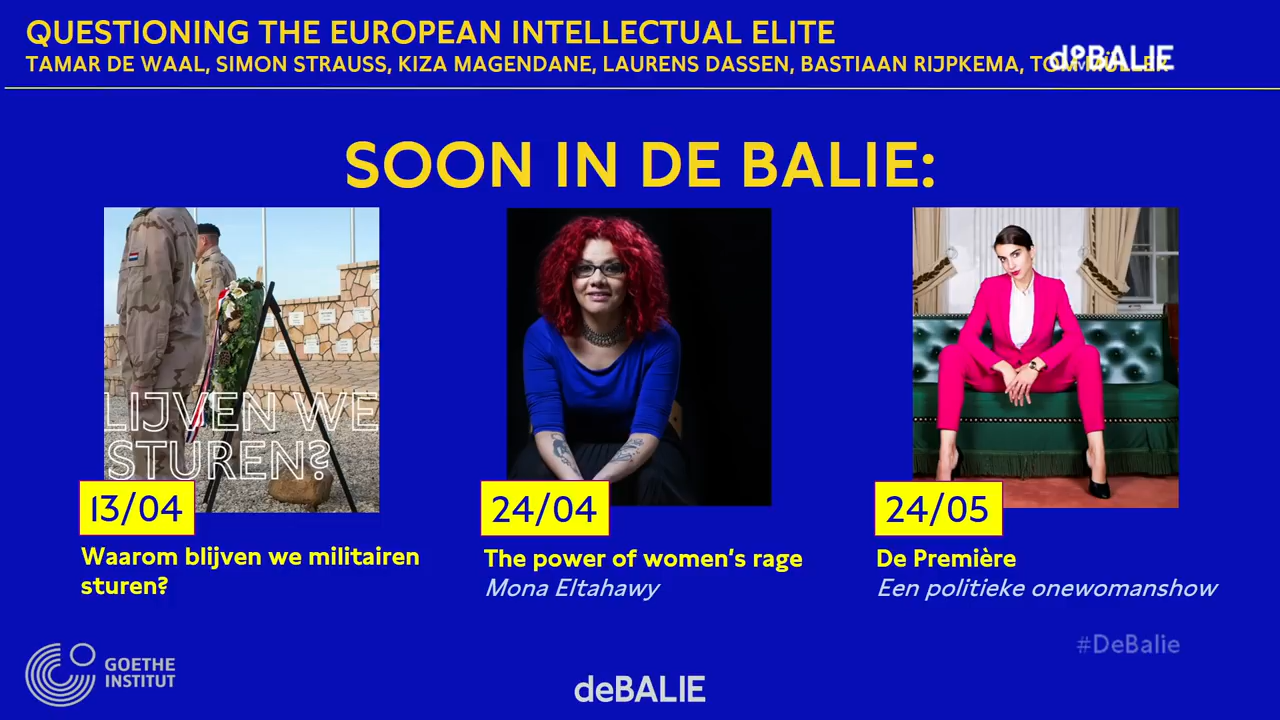 QUESTIONING THE EUROPEAN INTELLECTUAL ELITE
TAMAR DE WAAL, SIMON STRAUSS, KIZA MAGENDANE, LAURENS DASSEN, BASTIAAN RIJPKEMA,
deBALIE
SOON IN DE BALIE:
LIJVEN WE
STUREN?
13/04
Waarom blijven we militairen
sturen?
24/04
The power of women's rage
Mona Eltahawy
24/05
De Première
Een politieke onewomanshow
#DeBalie
GOETHE
INSTITUT
deBALIE